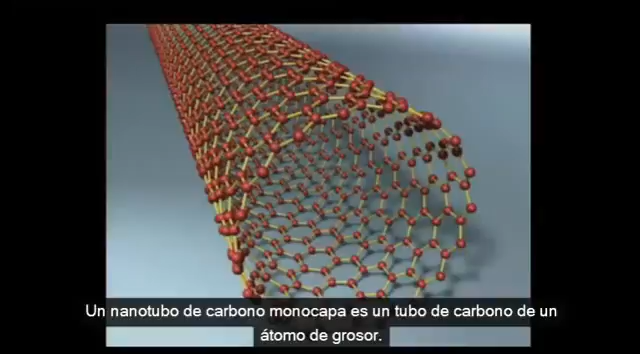 Un nanotubo de carbono monocapa es un tubo de carbono de un
átomo de grosor.